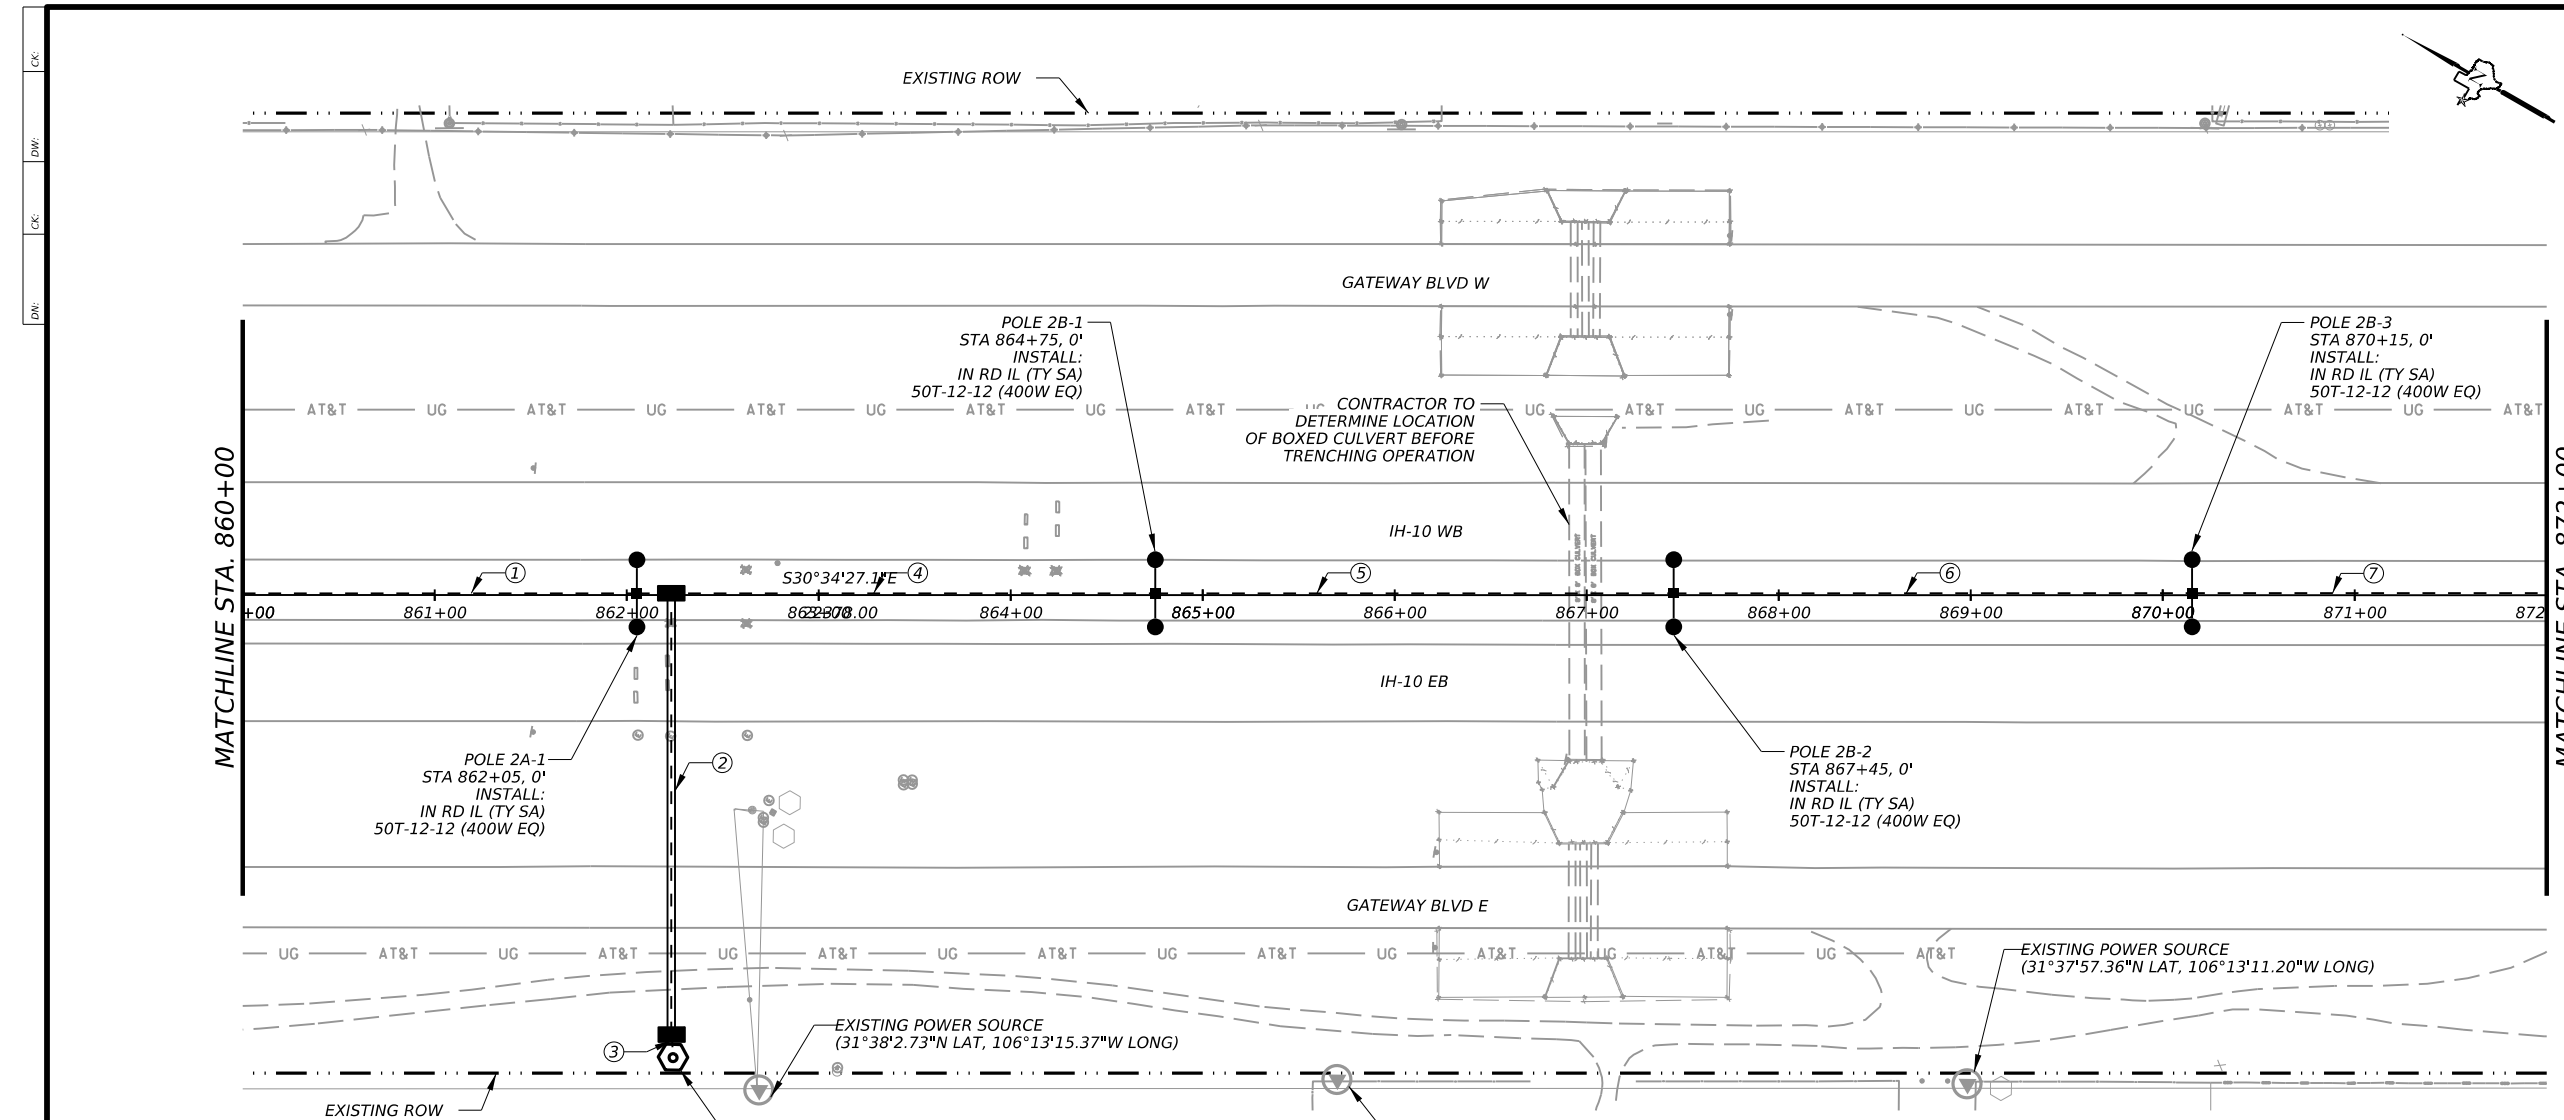 CK:
DW:
CK:
DN:
EXISTING ROW
GATEWAY BLVD W
POLE 2B-1
STA 864+75, 0'
INSTALL:
IN RD IL (TY SA)
50T-12-12 (400W EQ)
POLE 2B-3
STA 870+15, 0'
INSTALL:
IN RD IL (TY SA)
50T-12-12 (400W EQ)
AT&T UG AT&T UG AT&T UG AT&T UG AT&T UG AT&T UG AT&T UG AT&T UG AT&T UG AT&T
CONTRACTOR TO
DETERMINE LOCATION
OF BOXED CULVERT BEFORE
TRENCHING OPERATION
MATCHLINE STA. 860+00
IH-10 WB
BOX CULVERT
BOX CULVERT
1
S30°34'27.1"E
4
5
6
7
+00 861+00 862+00 864+00 865+00 866+00 867+00 868+00 869+00 870+00 871+00 872
IH-10 EB
POLE 2A-1
STA 862+05, 0'
INSTALL:
IN RD IL (TY SA)
50T-12-12 (400W EQ)
2
POLE 2B-2
STA 867+45, 0'
INSTALL:
IN RD IL (TY SA)
50T-12-12 (400W EQ)
GATEWAY BLVD E
UG AT&T UG AT&T UG AT&T UG AT&T UG AT&T UG AT&T UG AT&T UG AT&T
EXISTING POWER SOURCE
(31°37'57.36"N LAT, 106°13'11.20"W LONG)
EXISTING POWER SOURCE
(31°38'2.73"N LAT, 106°13'15.37"W LONG)
3
EXISTING ROW